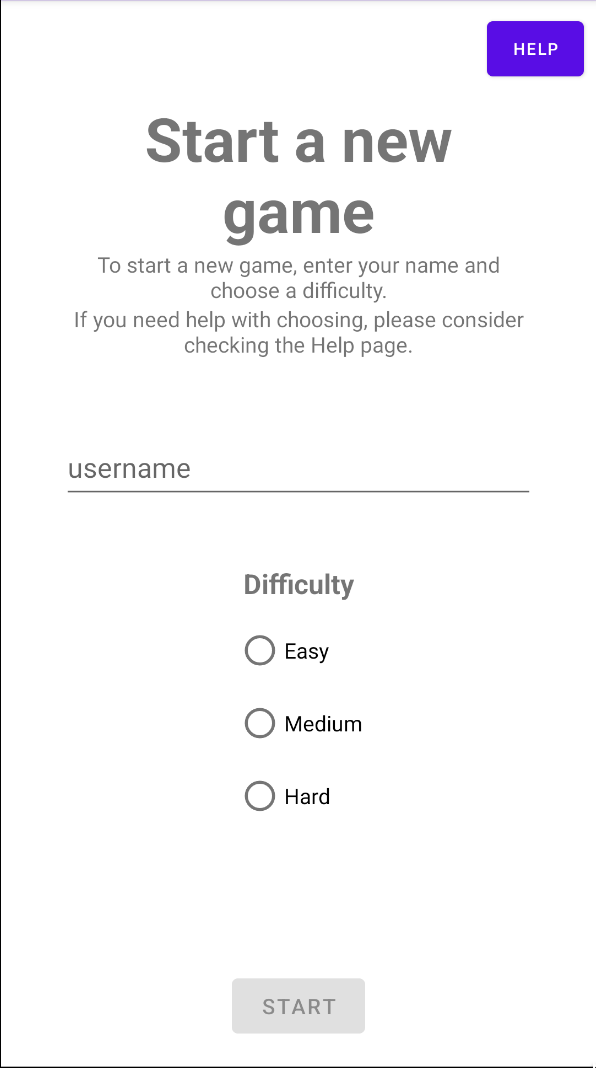 HELP
Start a new
game
To start a new game, enter your name and
choose a difficulty.
If you need help with choosing, please consider
checking the Help page.
username
Difficulty
Easy
Medium
Hard
START